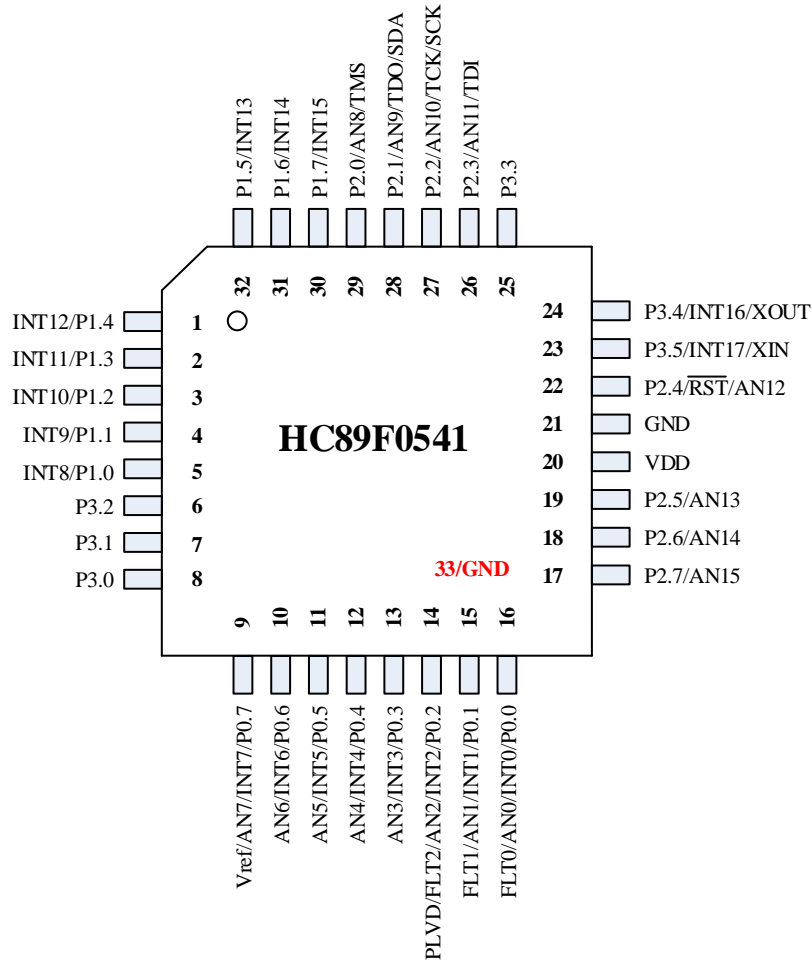 P1.5/INT13
P1.6/INT14
P1.7/INT15
P2.0/AN8/TMS
P2.1/AN9/TDO/SDA
P2.2/AN10/TCK/SCK
P2.3/AN11/TDI
P3.3
32
31
30
29
28
27
26
25
INT12/P1.4
1
INT11/P1.3
2
INT10/P1.2
3
INT9/P1.1
4
INT8/P1.0
5
P3.2
6
P3.1
7
P3.0
8
HC89F0541
33/GND
24
P3.4/INT16/XOUT
23
P3.5/INT17/XIN
22
P2.4/R̅S̅T̅/AN12
21
GND
20
VDD
19
P2.5/AN13
18
P2.6/AN14
17
P2.7/AN15
9
10
11
12
13
14
15
16
Vref/AN7/INT7/P0.7
AN6/INT6/P0.6
AN5/INT5/P0.5
AN4/INT4/P0.4
AN3/INT3/P0.3
PLVD/FLT2/AN2/INT2/P0.2
FLT1/AN1/INT1/P0.1
FLT0/AN0/INT0/P0.0